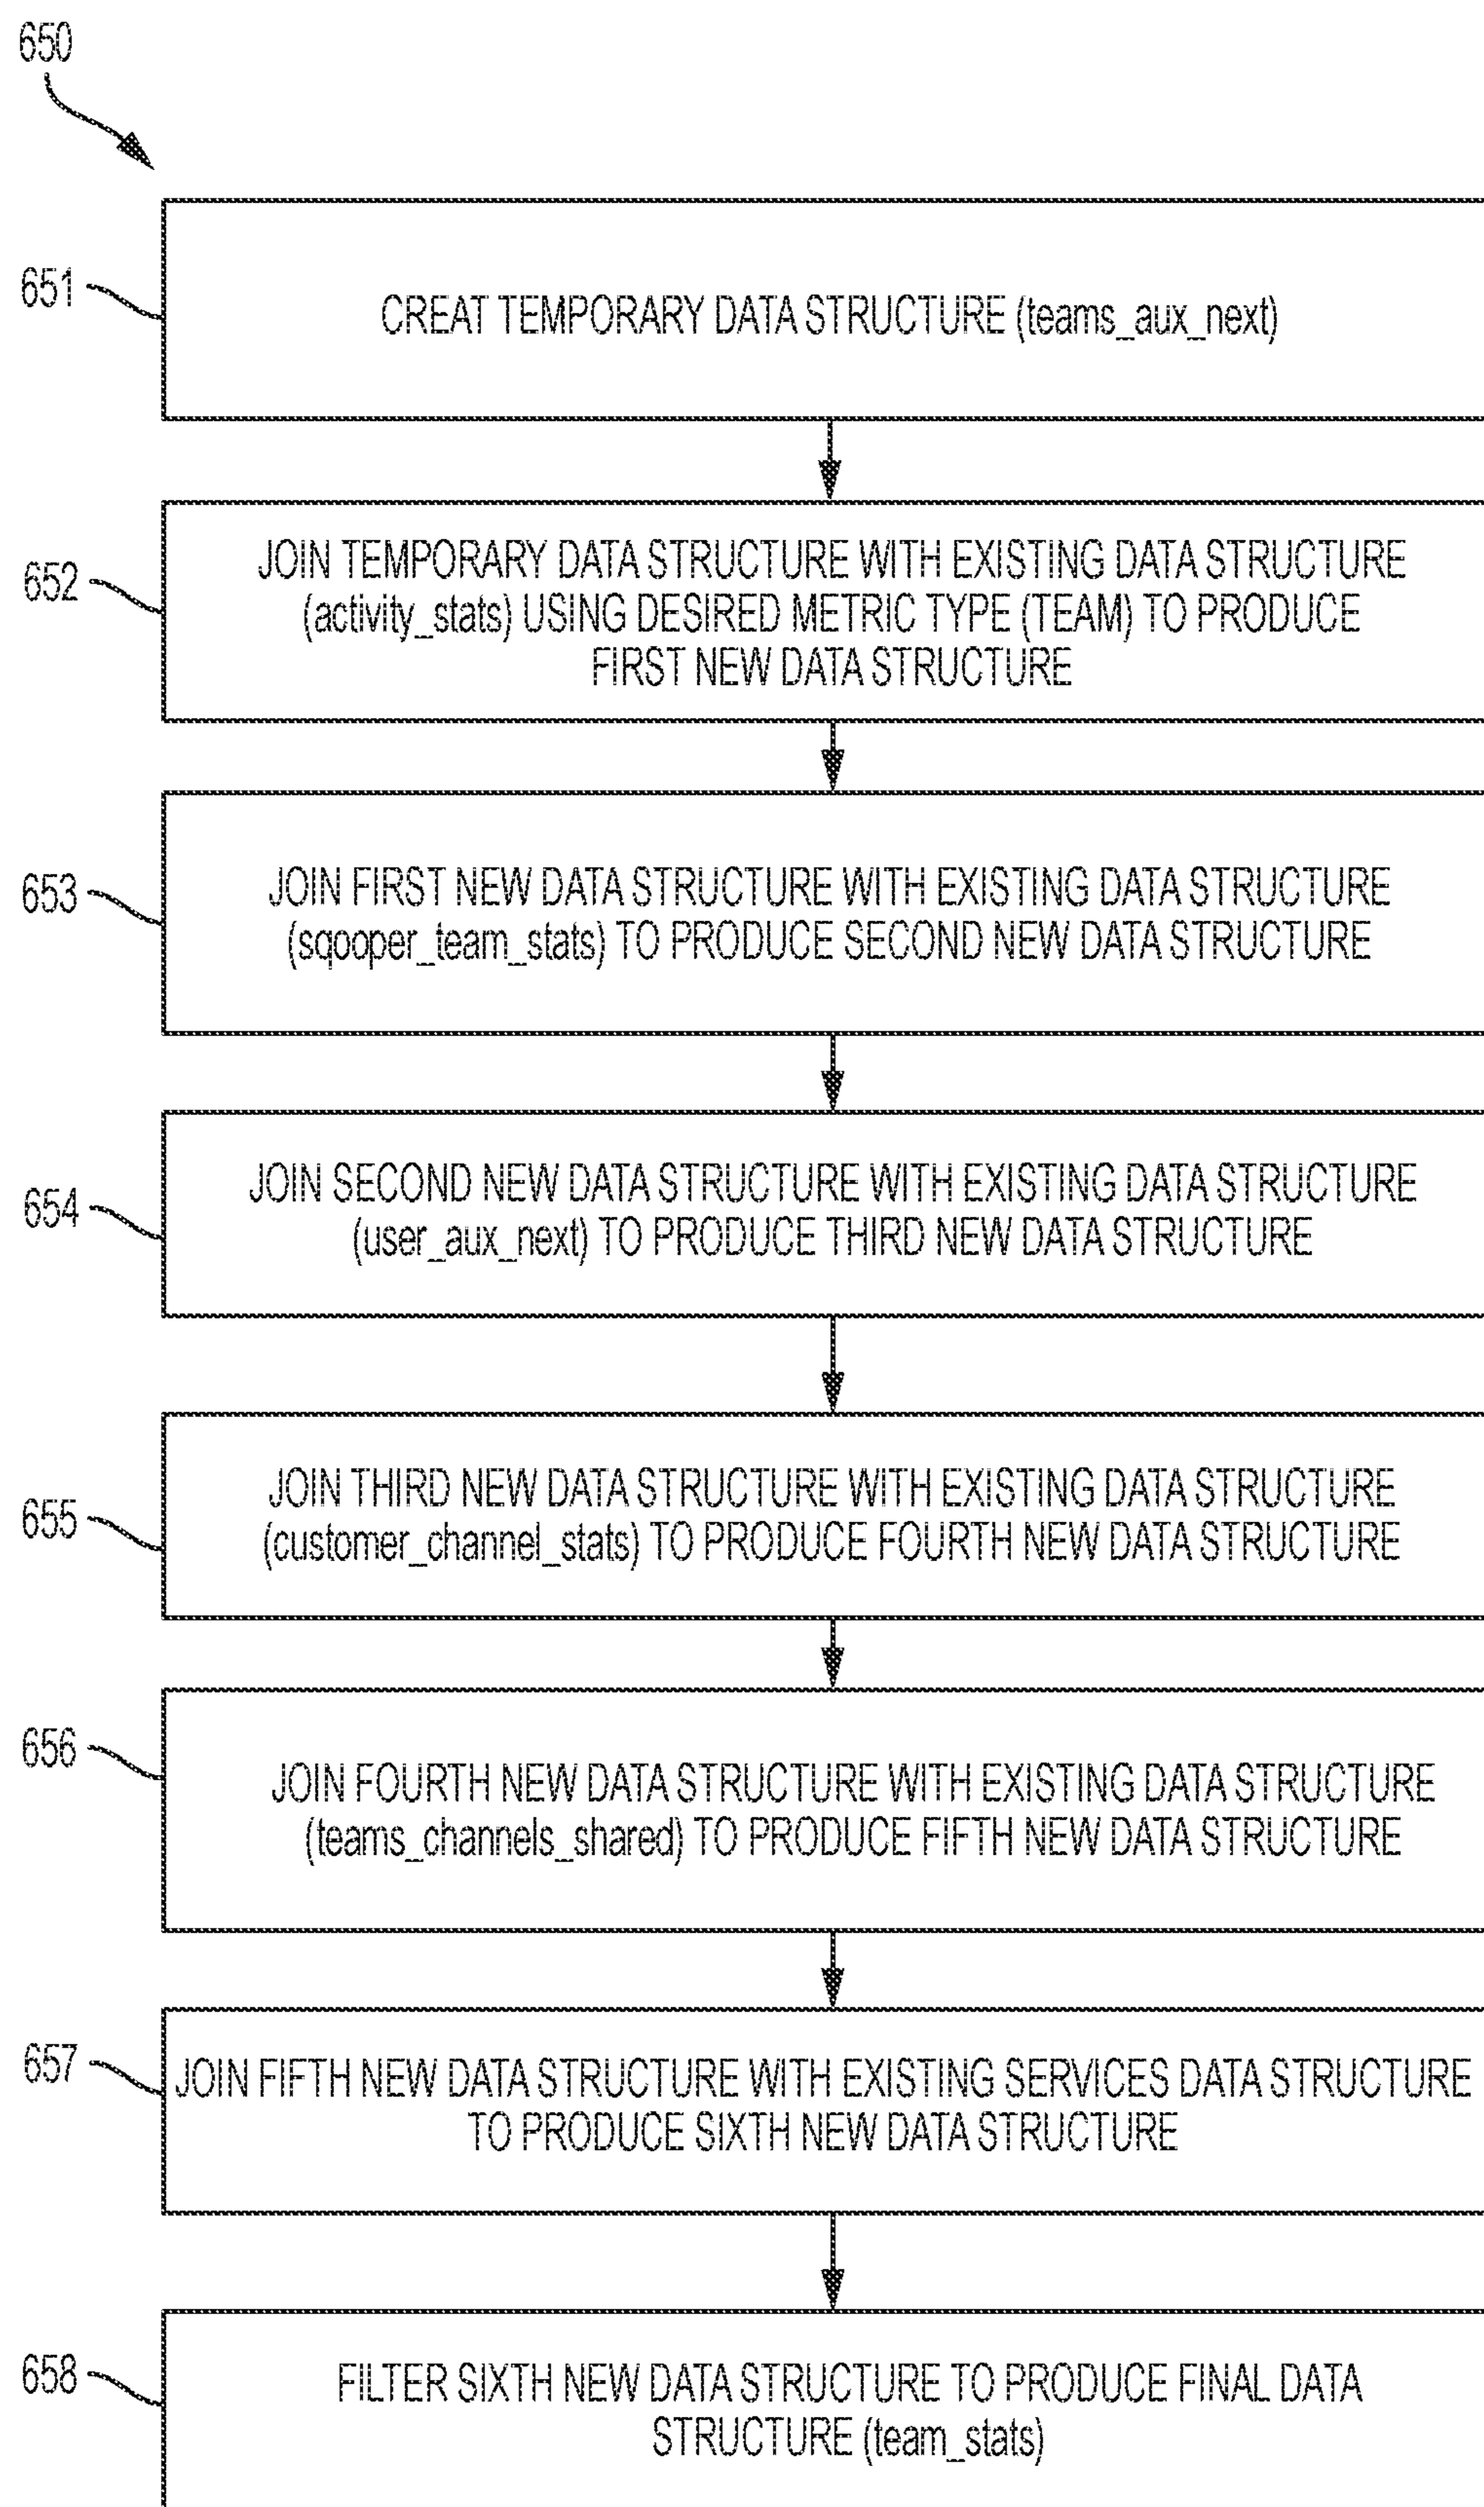 650
651
CREAT TEMPORARY DATA STRUCTURE (teams_aux_next)
652
JOIN TEMPORARY DATA STRUCTURE WITH EXISTING DATA STRUCTURE
(activity_stats) USING DESIRED METRIC TYPE (TEAM) TO PRODUCE
FIRST NEW DATA STRUCTURE
653
JOIN FIRST NEW DATA STRUCTURE WITH EXISTING DATA STRUCTURE
(sqooper_team_stats) TO PRODUCE SECOND NEW DATA STRUCTURE
654
JOIN SECOND NEW DATA STRUCTURE WITH EXISTING DATA STRUCTURE
(user_aux_next) TO PRODUCE THIRD NEW DATA STRUCTURE
655
JOIN THIRD NEW DATA STRUCTURE WITH EXISTING DATA STRUCTURE
(customer_channel_stats) TO PRODUCE FOURTH NEW DATA STRUCTURE
656
JOIN FOURTH NEW DATA STRUCTURE WITH EXISTING DATA STRUCTURE
(teams_channels_shared) TO PRODUCE FIFTH NEW DATA STRUCTURE
657
JOIN FIFTH NEW DATA STRUCTURE WITH EXISTING SERVICES DATA STRUCTURE
TO PRODUCE SIXTH NEW DATA STRUCTURE
658
FILTER SIXTH NEW DATA STRUCTURE TO PRODUCE FINAL DATA
STRUCTURE (team_stats)